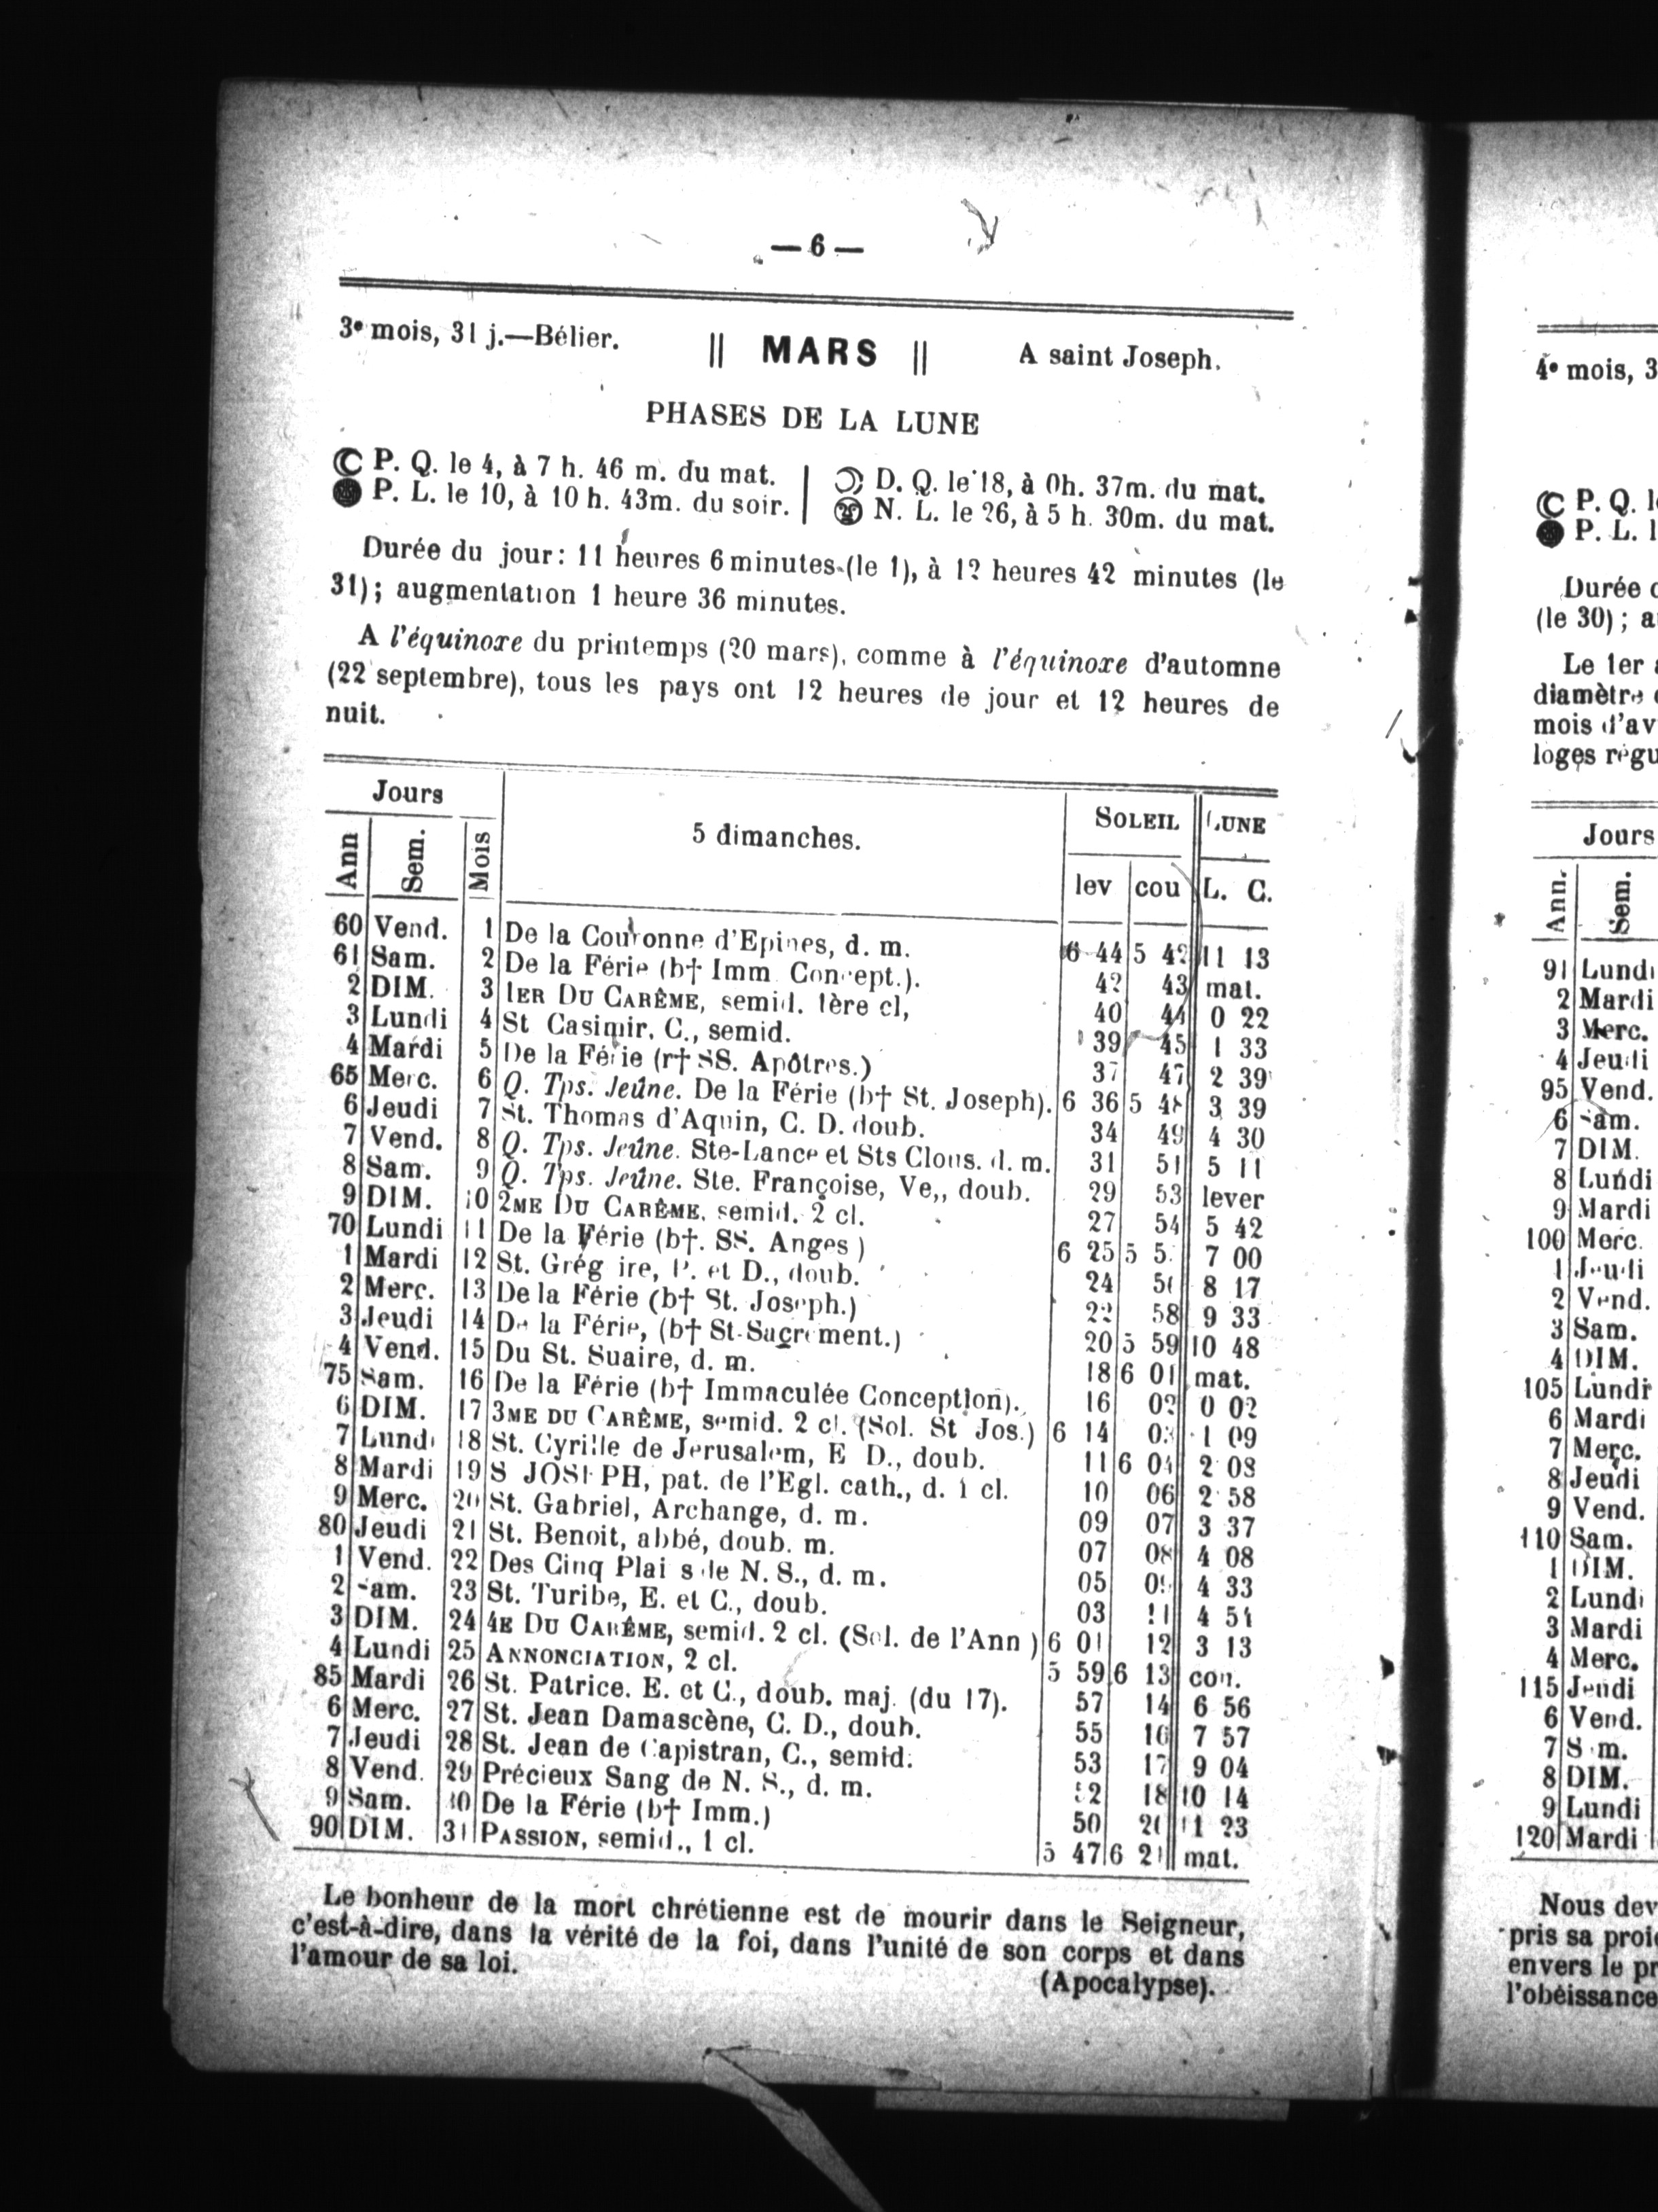 — 6 —
3e mois, 31 j.—Bélier. || MARS || A saint Joseph.
PHASES DE LA LUNE
P. Q. le 4, à 7 h. 46 m. du mat. | D. Q. le 18, à 0h. 37m. du mat.
P. L. le 10, à 10 h. 43m. du soir. | N. L. le 26, à 5 h. 30m. du mat.
Durée du jour: 11 heures 6 minutes (le 1), à 12 heures 42 minutes (le
31); augmentation 1 heure 36 minutes.
A l'équinoxe du printemps (20 mars), comme à l'équinoxe d'automne
(22 septembre), tous les pays ont 12 heures de jour et 12 heures de
nuit.
Jours 5 dimanches. SOLEIL LUNE
Ann Sem. Mois lev cou L. C.
60 Vend. 1 De la Couronne d'Epines, d. m. 6 44 5 42 11 13
61 Sam. 2 De la Férie (b† Imm Concept.). 42 43 mat.
2 DIM. 3 1ER DU CARÊME, semid. 1ère cl, 40 44 0 22
3 Lundi 4 St Casimir, C., semid. 39 45 1 33
4 Mardi 5 De la Férie (r† SS. Apôtres.) 37 47 2 39
65 Merc. 6 Q. Tps. Jeûne. De la Férie (b† St. Joseph). 6 36 5 48 3 39
6 Jeudi 7 St. Thomas d'Aquin, C. D. doub. 34 49 4 30
7 Vend. 8 Q. Tps. Jeûne. Ste-Lance et Sts Clous. d. m. 31 51 5 11
8 Sam. 9 Q. Tps. Jeûne. Ste. Françoise, Ve,, doub. 29 53 lever
9 DIM. 10 2ME DU CARÊME, semid. 2 cl. 27 54 5 42
70 Lundi 11 De la Férie (b†. SS. Anges ) 6 25 5 7 00
1 Mardi 12 St. Grég ire, P. et D., doub. 24 8 17
2 Merc. 13 De la Férie (b† St. Joseph.) 22 58 9 33
3 Jeudi 14 De la Férie, (b† St-Sacrement.) 20 5 59 10 48
4 Vend. 15 Du St. Suaire, d. m. 18 6 01 mat.
75 Sam. 16 De la Férie (b† Immaculée Conception). 16 02 0 02
6 DIM. 17 3ME DU CARÊME, semid. 2 cl. (Sol. St Jos.) 6 14 1 09
7 Lundi 18 St. Cyrille de Jerusalem, E D., doub. 11 6 04 2 08
8 Mardi 19 S JOSEPH, pat. de l'Egl. cath., d. 1 cl. 10 06 2 58
9 Merc. 20 St. Gabriel, Archange, d. m. 09 07 3 37
80 Jeudi 21 St. Benoit, abbé, doub. m. 07 08 4 08
1 Vend. 22 Des Cinq Plai s de N. S., d. m. 05 4 33
2 Sam. 23 St. Turibe, E. et C., doub. 03 11 4 54
3 DIM. 24 4E DU CARÊME, semid. 2 cl. (Sol. de l'Ann ) 6 01 12 3 13
4 Lundi 25 ANNONCIATION, 2 cl. 5 59 6 13 cou.
85 Mardi 26 St. Patrice. E. et C., doub. maj. (du 17). 57 14 6 56
6 Merc. 27 St. Jean Damascène, C. D., doub. 55 16 7 57
7 Jeudi 28 St. Jean de Capistran, C., semid. 53 17 9 04
8 Vend. 29 Précieux Sang de N. S., d. m. 52 18 10 14
9 Sam. 30 De la Férie (b† Imm.) 50 20 11 23
90 DIM. 31 PASSION, semid., 1 cl. 5 47 6 21 mat.
Le bonheur de la mort chrétienne est de mourir dans le Seigneur,
c'est-à-dire, dans la vérité de la foi, dans l'unité de son corps et dans
l'amour de sa loi.
(Apocalypse).
4e mois, 3
P. Q. l
P. L. l
Durée
(le 30) ; a
Le 1er
diamètre
mois d'av
loges régu
Jours
Ann. Sem.
91 Lundi
2 Mardi
3 Merc.
4 Jeudi
95 Vend.
6 Sam.
7 DIM.
8 Lundi
9 Mardi
100 Merc.
1 Jeudi
2 Vend.
3 Sam.
4 DIM.
105 Lundi
6 Mardi
7 Merc.
8 Jeudi
9 Vend.
110 Sam.
1 DIM.
2 Lundi
3 Mardi
4 Merc.
115 Jeudi
6 Vend.
7 S m.
8 DIM.
9 Lundi
120 Mardi
Nous dev
pris sa proi
envers le pr
l'obéissance